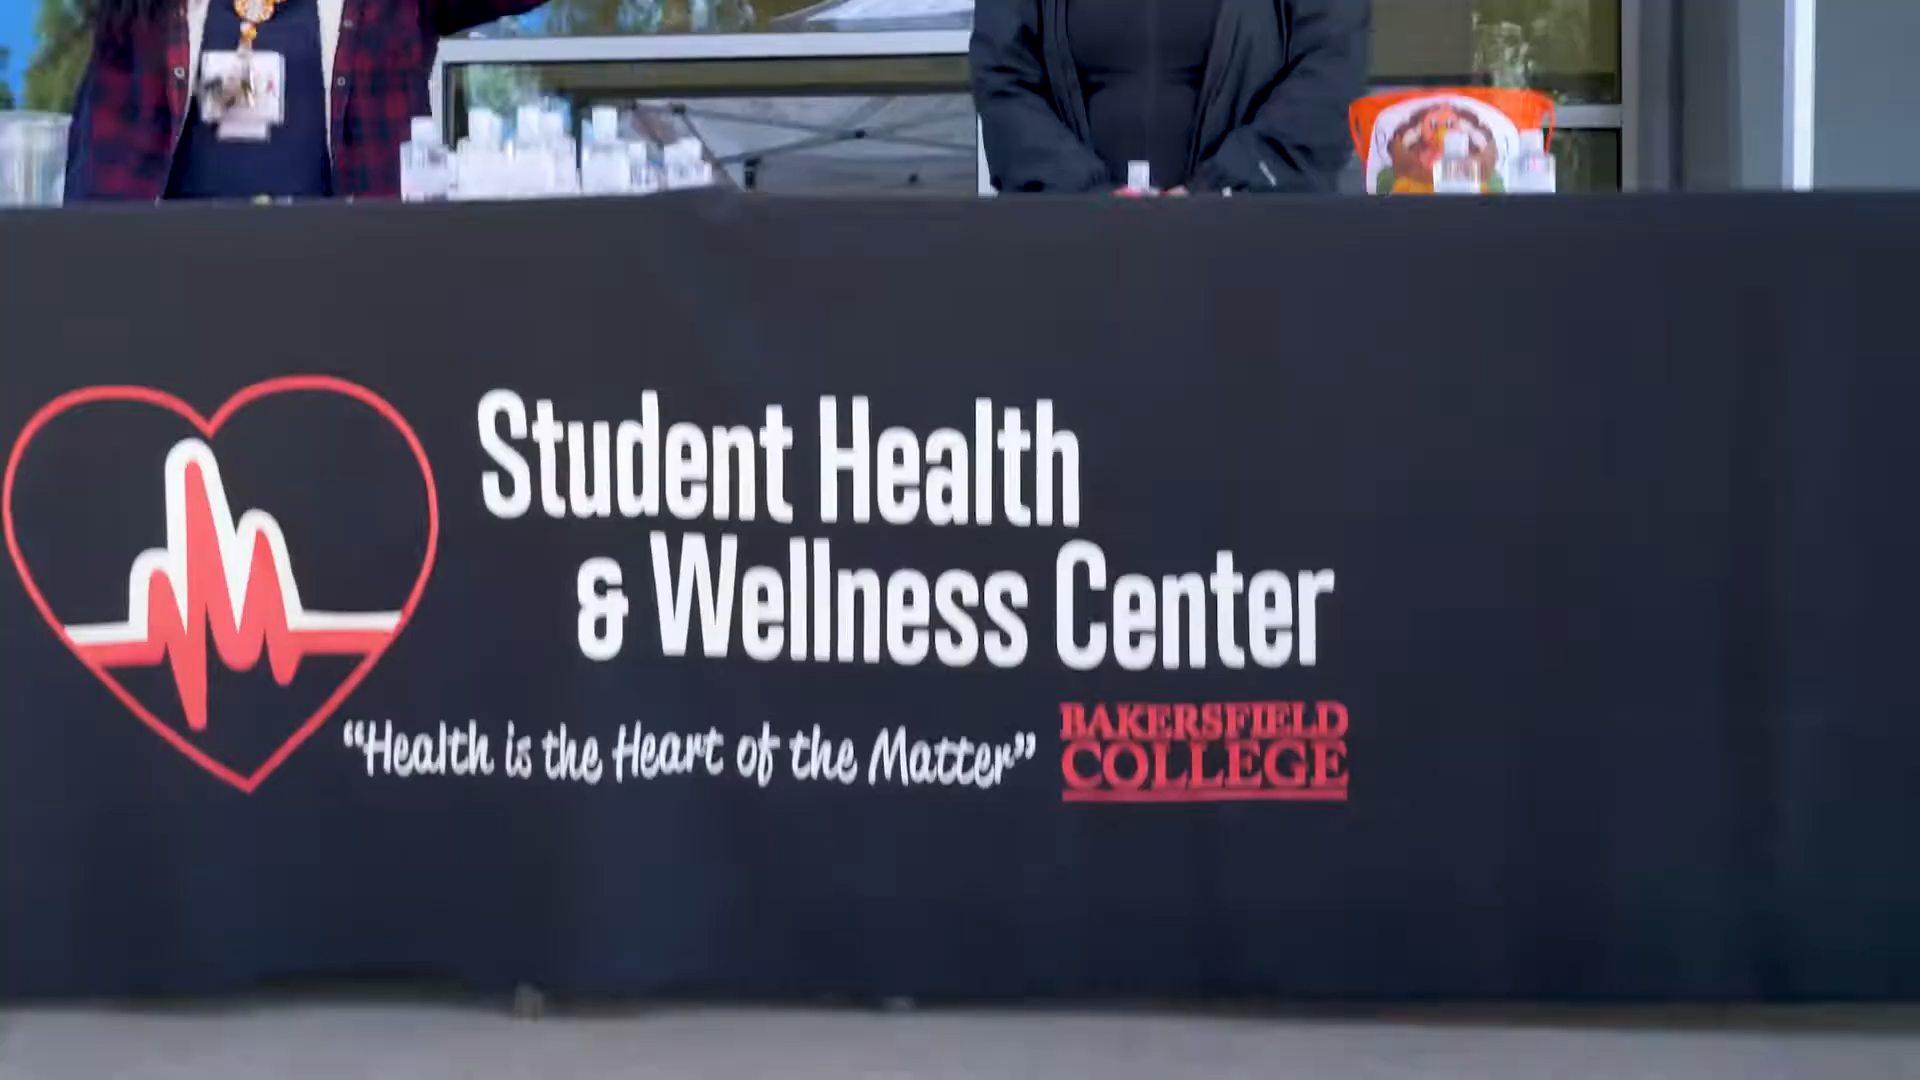 Student Health
& Wellness Center
“Health is the Heart of the Matter”
BAKERSFIELD
COLLEGE